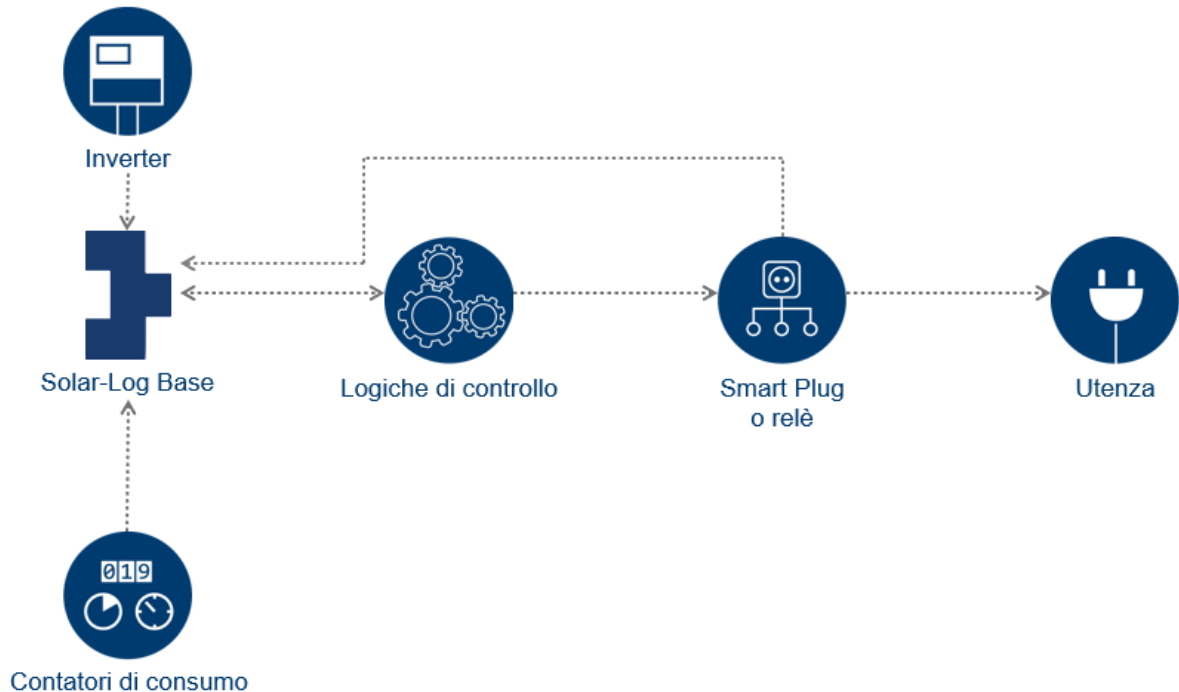 Inverter
Solar-Log Base
Logiche di controllo
Smart Plug
o relè
Utenza
019
Contatori di consumo